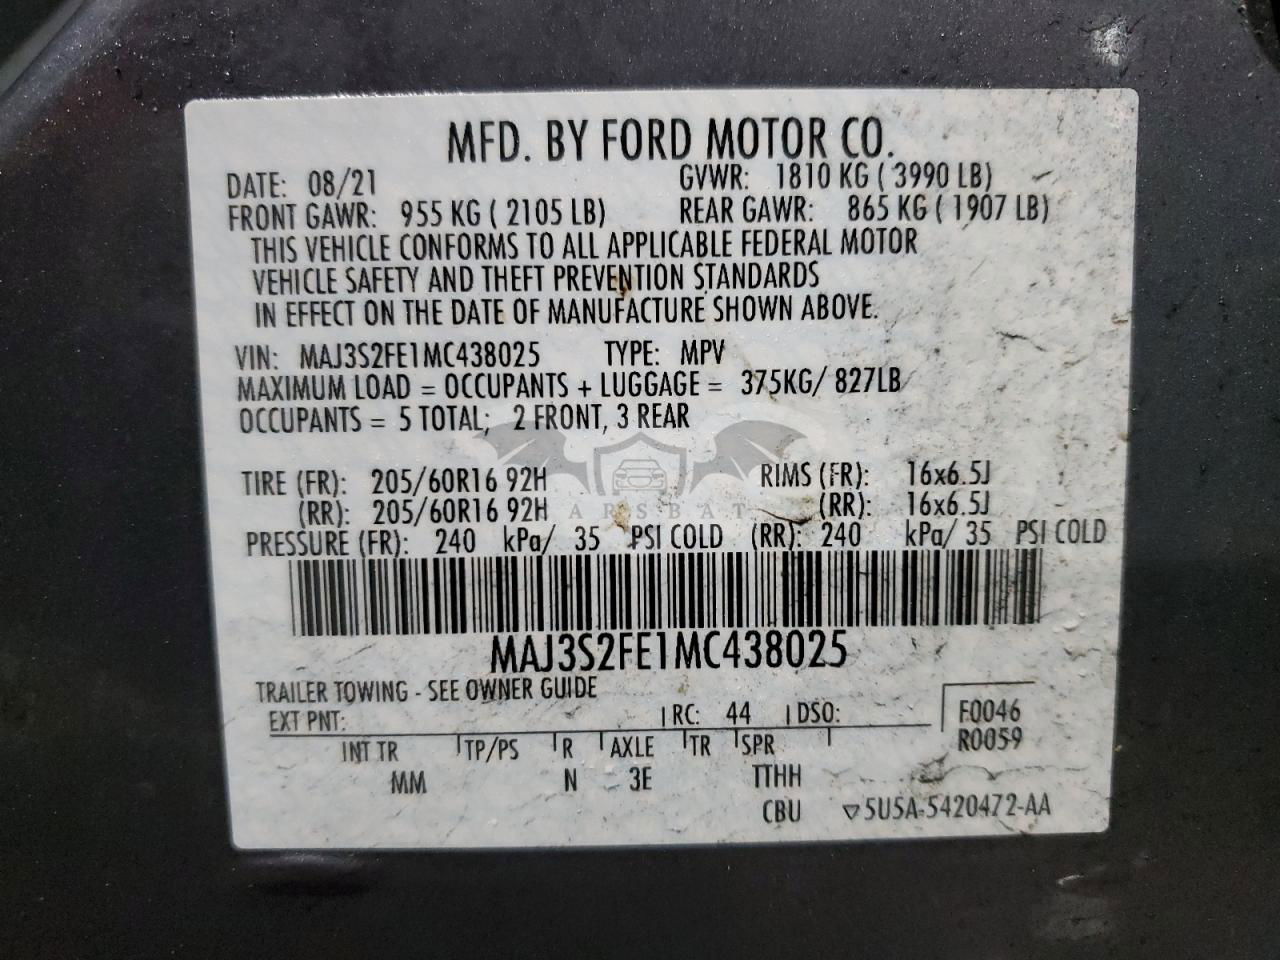 MFD. BY FORD MOTOR CO.
DATE: 08/21 GVWR: 1810 KG ( 3990 LB)
FRONT GAWR: 955 KG ( 2105 LB) REAR GAWR: 865 KG ( 1907 LB)
THIS VEHICLE CONFORMS TO ALL APPLICABLE FEDERAL MOTOR
VEHICLE SAFETY AND THEFT PREVENTION STANDARDS
IN EFFECT ON THE DATE OF MANUFACTURE SHOWN ABOVE.
VIN: MAJ3S2FE1MC438025 TYPE: MPV
MAXIMUM LOAD = OCCUPANTS + LUGGAGE = 375KG/ 827LB
OCCUPANTS = 5 TOTAL; 2 FRONT, 3 REAR
TIRE (FR): 205/60R16 92H RIMS (FR): 16x6.5J
(RR): 205/60R16 92H (RR): 16x6.5J
ARSBAT
PRESSURE (FR): 240 kPa/ 35 PSI COLD (RR): 240 kPa/ 35 PSI COLD
MAJ3S2FE1MC438025
TRAILER TOWING - SEE OWNER GUIDE
EXT PNT: RC: 44 DSO: F0046
R0059
INT TR TP/PS R AXLE TR SPR
MM N 3E TTHH
CBU ▽5U5A-5420472-AA